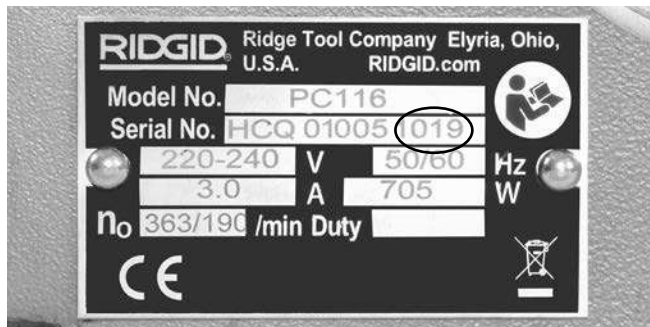 RIDGID® Ridge Tool Company Elyria, Ohio,
U.S.A. RIDGID.com
Model No. PC116
Serial No. HCQ 01005 1019
220-240 V 50/60 Hz
3.0 A 705 W
n₀ 363/190 /min Duty
CE